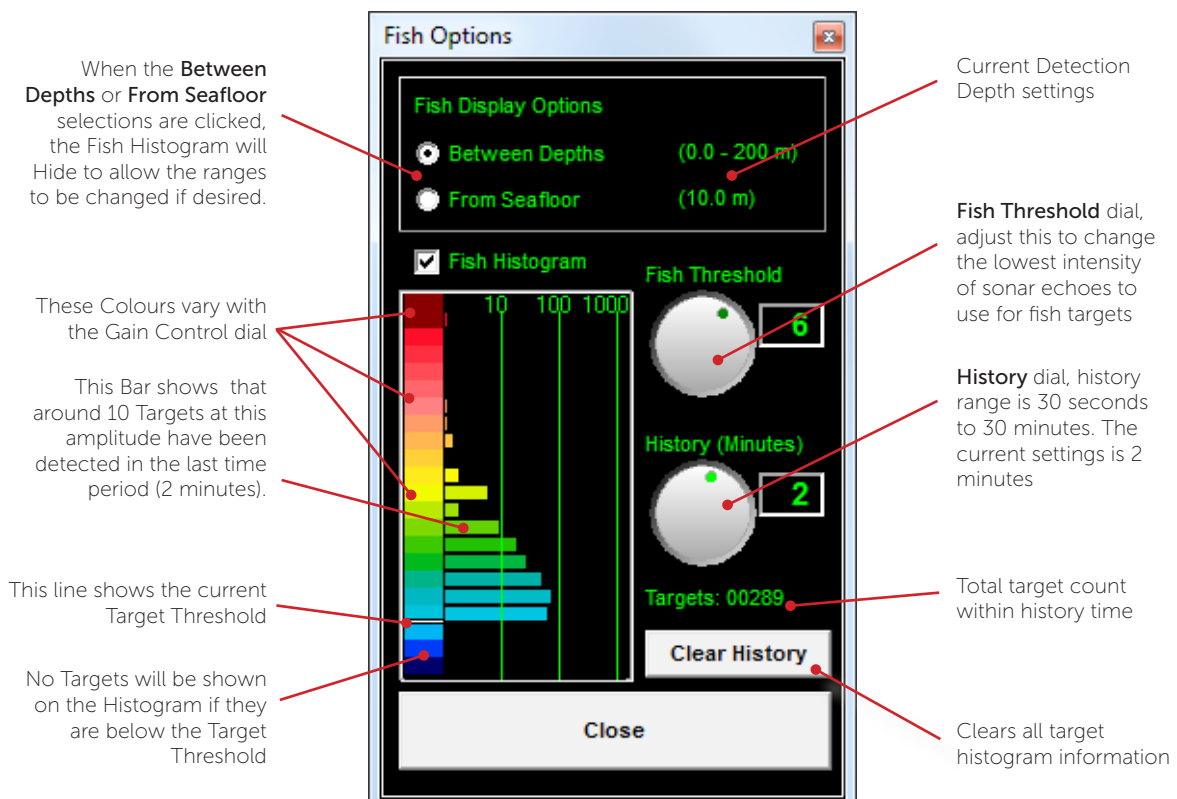 Fish Options
When the Between
Depths or From Seafloor
selections are clicked,
the Fish Histogram will
Hide to allow the ranges
to be changed if desired.
These Colours vary with
the Gain Control dial
This Bar shows that
around 10 Targets at this
amplitude have been
detected in the last time
period (2 minutes).
This line shows the current
Target Threshold
No Targets will be shown
on the Histogram if they
are below the Target
Threshold
Fish Display Options
Between Depths (0.0 - 200 m)
From Seafloor (10.0 m)
Fish Histogram
10 100 1000
Fish Threshold
6
History (Minutes)
2
Targets: 00289
Clear History
Close
Current Detection
Depth settings
Fish Threshold dial,
adjust this to change
the lowest intensity
of sonar echoes to
use for fish targets
History dial, history
range is 30 seconds
to 30 minutes. The
current settings is 2
minutes
Total target count
within history time
Clears all target
histogram information